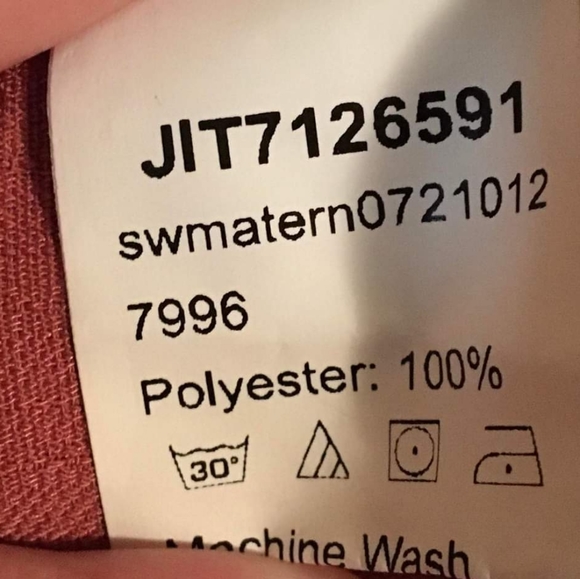 JIT7126591
swmatern0721012
7996
Polyester: 100%
30°
Machine Wash